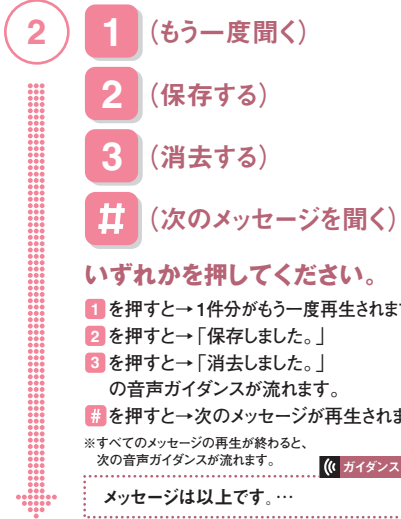 2
1 (もう一度聞く)
2 (保存する)
3 (消去する)
# (次のメッセージを聞く)
いずれかを押してください。
1 を押すと→1件分がもう一度再生されます
2 を押すと→「保存しました。」
3 を押すと→「消去しました。」
の音声ガイダンスが流れます。
# を押すと→次のメッセージが再生されま
※すべてのメッセージの再生が終わると、
次の音声ガイダンスが流れます。
ガイダンス
メッセージは以上です。…